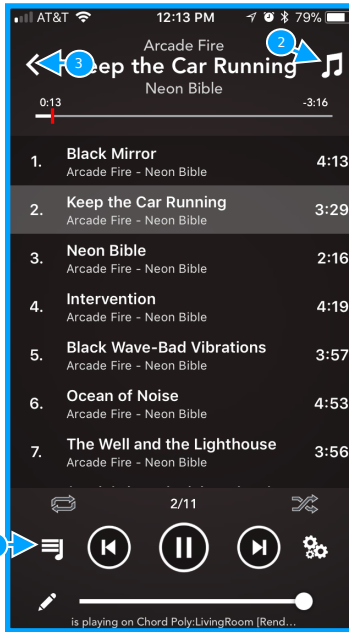 AT&T 12:13 PM 79%
Arcade Fire
2
3 eep the Car Running
Neon Bible
0:13 -3:16
1. Black Mirror 4:13
Arcade Fire - Neon Bible
2. Keep the Car Running 3:29
Arcade Fire - Neon Bible
3. Neon Bible 2:16
Arcade Fire - Neon Bible
4. Intervention 4:19
Arcade Fire - Neon Bible
5. Black Wave-Bad Vibrations 3:57
Arcade Fire - Neon Bible
6. Ocean of Noise 4:53
Arcade Fire - Neon Bible
7. The Well and the Lighthouse 3:56
Arcade Fire - Neon Bible
2/11
is playing on Chord Poly:LivingRoom [Rend...